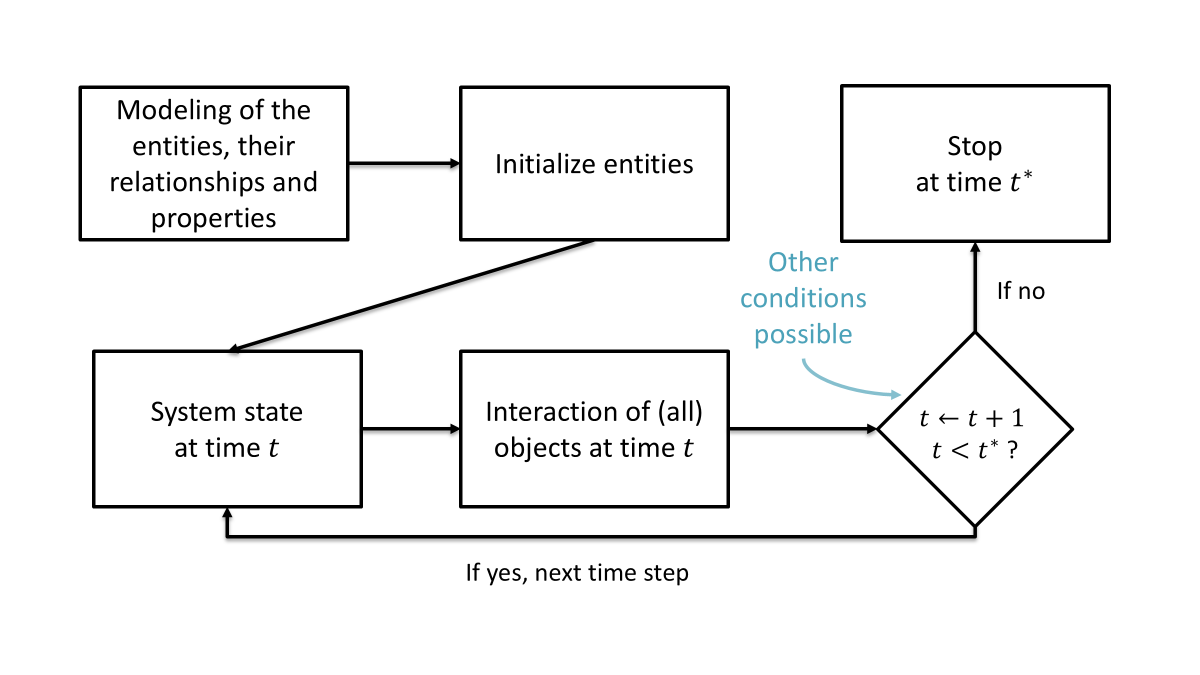 Modeling of the
entities, their
relationships and
properties
Initialize entities
Stop
at time t*
Other
conditions
possible
If no
System state
at time t
Interaction of (all)
objects at time t
t ← t + 1
t < t* ?
If yes, next time step